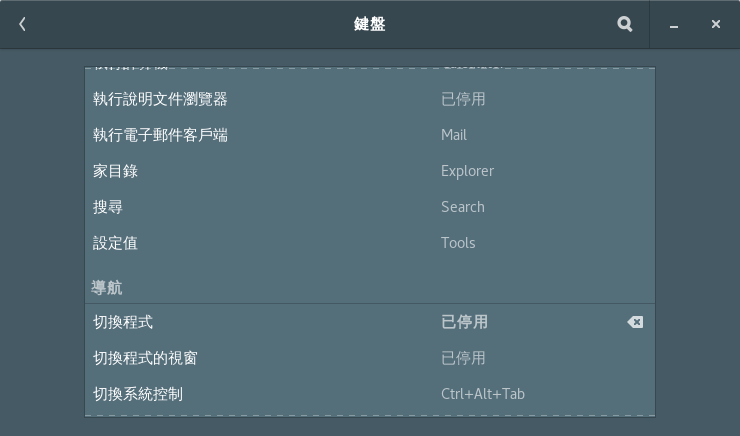 鍵盤
執行說明文件瀏覽器 已停用
執行電子郵件客戶端 Mail
家目錄 Explorer
搜尋 Search
設定值 Tools
導航
切換程式 已停用
切換程式的視窗 已停用
切換系統控制 Ctrl+Alt+Tab